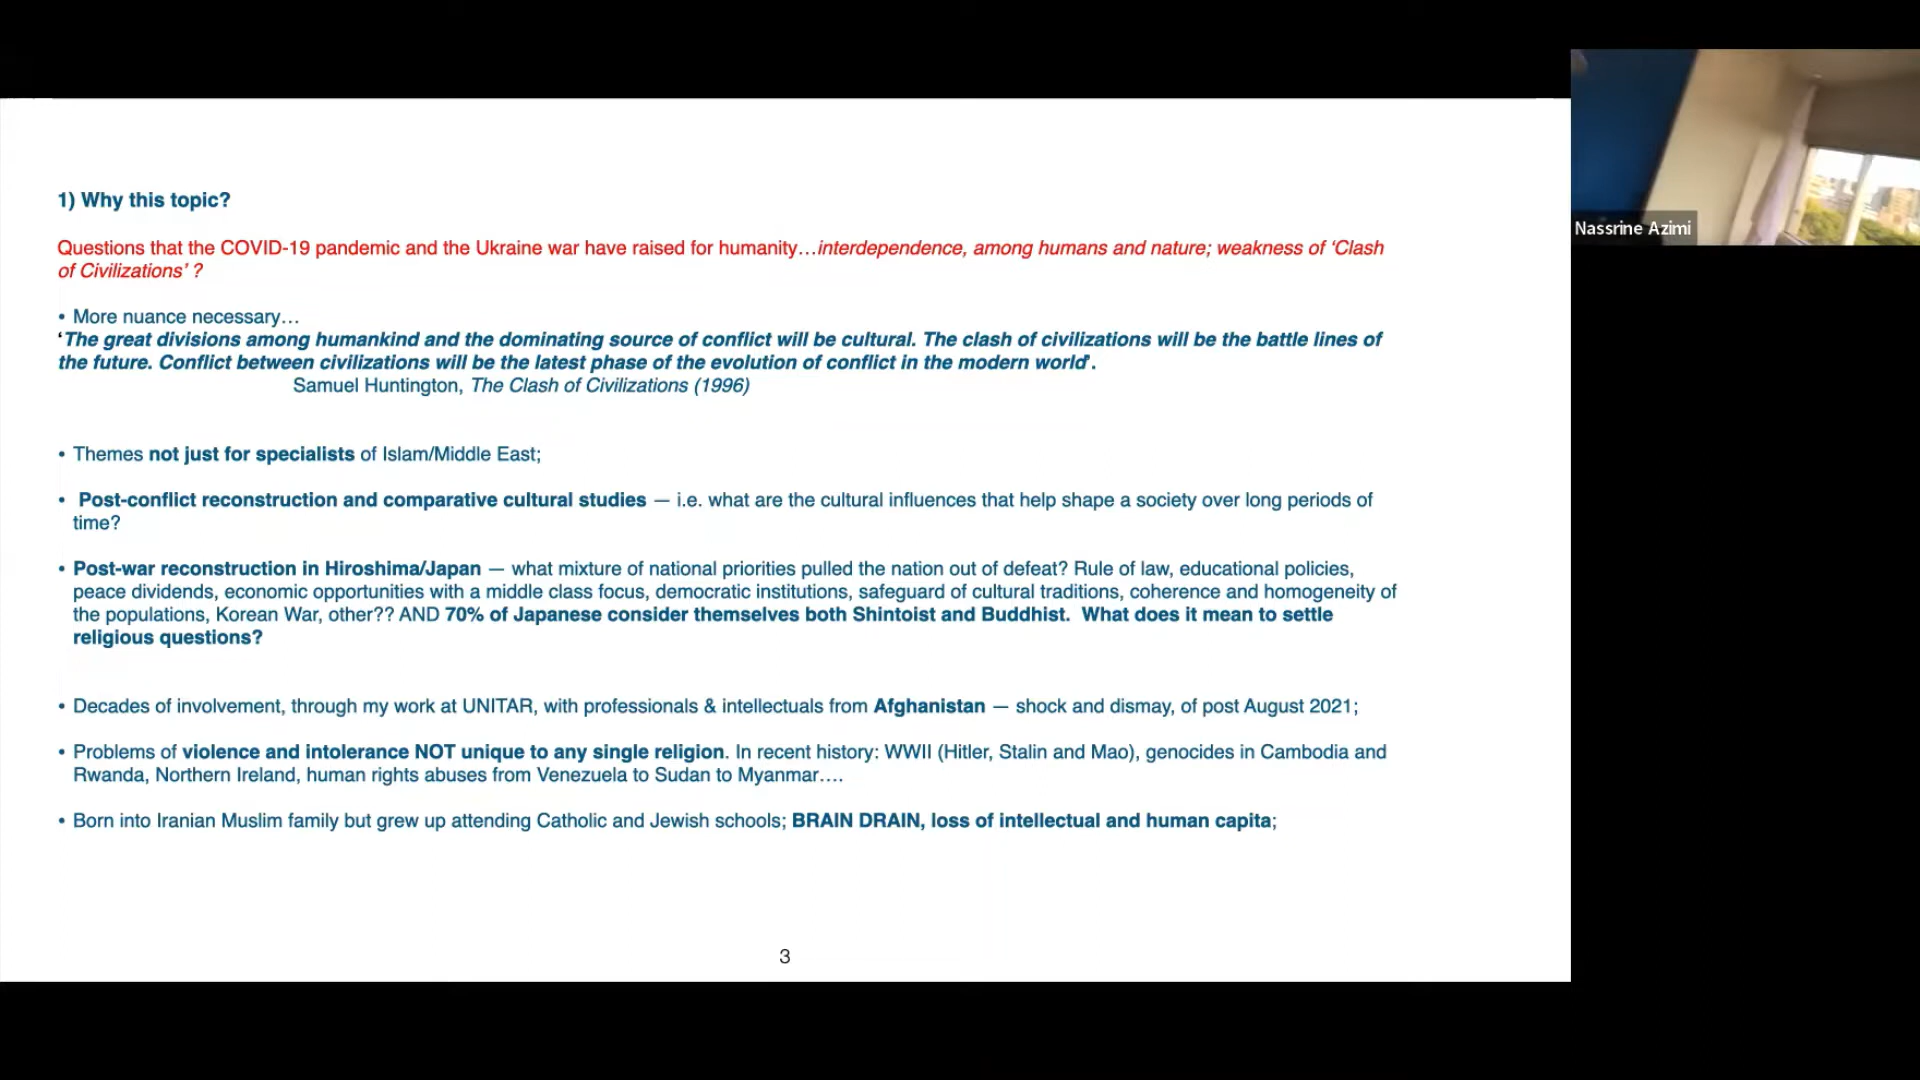 1) Why this topic?
Questions that the COVID-19 pandemic and the Ukraine war have raised for humanity…interdependence, among humans and nature; weakness of ‘Clash
of Civilizations’ ?
• More nuance necessary…
‘The great divisions among humankind and the dominating source of conflict will be cultural. The clash of civilizations will be the battle lines of
the future. Conflict between civilizations will be the latest phase of the evolution of conflict in the modern world’.
Samuel Huntington, The Clash of Civilizations (1996)
• Themes not just for specialists of Islam/Middle East;
• Post-conflict reconstruction and comparative cultural studies — i.e. what are the cultural influences that help shape a society over long periods of
time?
• Post-war reconstruction in Hiroshima/Japan — what mixture of national priorities pulled the nation out of defeat? Rule of law, educational policies,
peace dividends, economic opportunities with a middle class focus, democratic institutions, safeguard of cultural traditions, coherence and homogeneity of
the populations, Korean War, other?? AND 70% of Japanese consider themselves both Shintoist and Buddhist. What does it mean to settle
religious questions?
• Decades of involvement, through my work at UNITAR, with professionals & intellectuals from Afghanistan — shock and dismay, of post August 2021;
• Problems of violence and intolerance NOT unique to any single religion. In recent history: WWII (Hitler, Stalin and Mao), genocides in Cambodia and
Rwanda, Northern Ireland, human rights abuses from Venezuela to Sudan to Myanmar….
• Born into Iranian Muslim family but grew up attending Catholic and Jewish schools; BRAIN DRAIN, loss of intellectual and human capita;
3
Nassrine Azimi